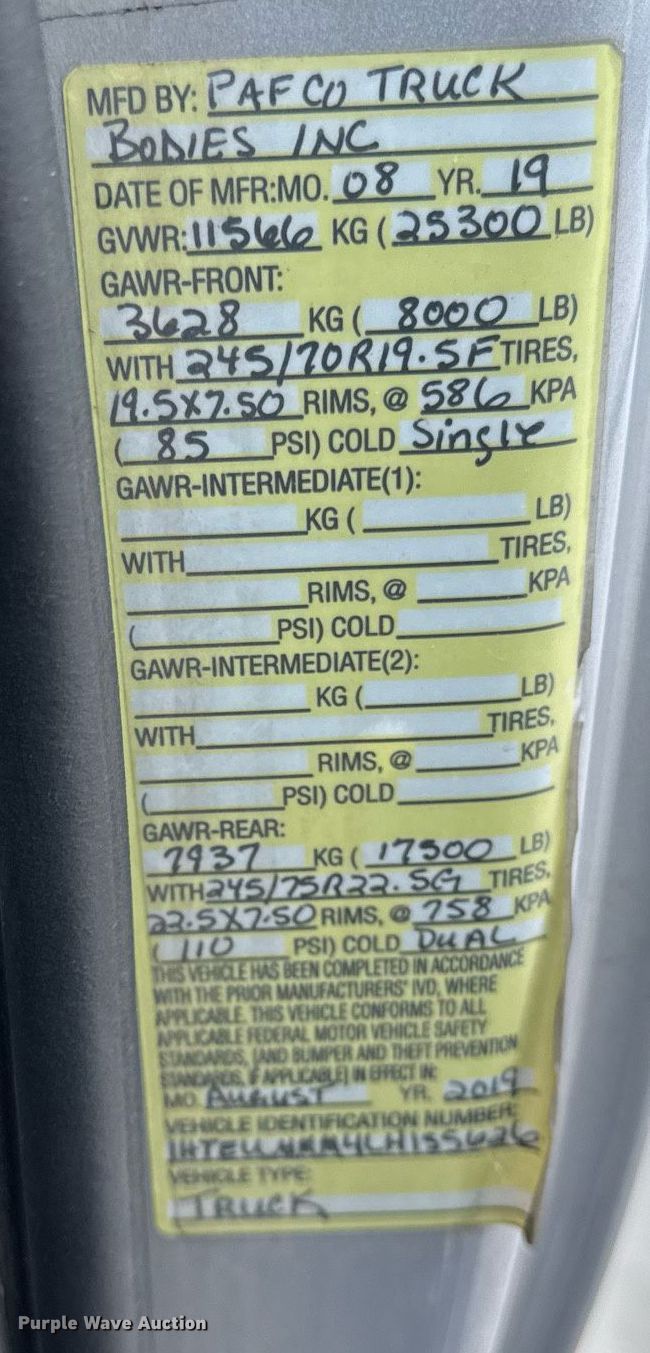 MFD BY: PAFCO TRUCK
BODIES INC
DATE OF MFR:MO. 08 YR. 19
GVWR: 11566 KG (25300 LB)
GAWR-FRONT:
3628 KG ( 8000 LB)
WITH 245/70R19.5F TIRES,
19.5X7.50 RIMS, @ 586 KPA
( 85 PSI) COLD Single
GAWR-INTERMEDIATE(1):
KG ( LB)
WITH TIRES,
RIMS, @ KPA
( PSI) COLD
GAWR-INTERMEDIATE(2):
KG ( LB)
WITH TIRES,
RIMS, @ KPA
( PSI) COLD
GAWR-REAR:
7937 KG ( 17500 LB)
WITH 245/75R22.5G TIRES,
22.5X7.50 RIMS, @ 758 KPA
( 110 PSI) COLD DUAL
THIS VEHICLE HAS BEEN COMPLETED IN ACCORDANCE
WITH THE PRIOR MANUFACTURERS' IVD, WHERE
APPLICABLE. THIS VEHICLE CONFORMS TO ALL
APPLICABLE FEDERAL MOTOR VEHICLE SAFETY
STANDARDS, [AND BUMPER AND THEFT PREVENTION
STANDARDS, IF APPLICABLE] IN EFFECT IN:
MO. AUGUST YR. 2019
VEHICLE IDENTIFICATION NUMBER:
VEHICLE TYPE:
TRUCK
Purple Wave Auction